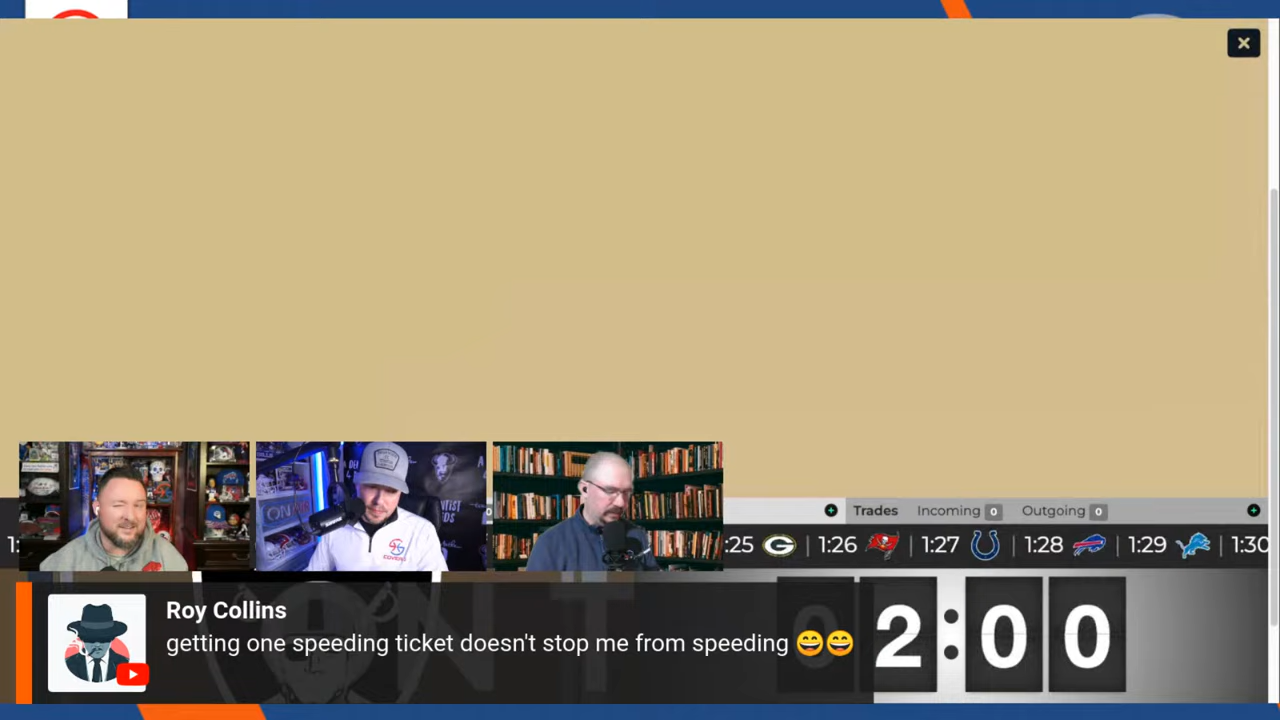 Trades Incoming 0 Outgoing 0
:25 | 1:26 | 1:27 | 1:28 | 1:29 | 1:30
Roy Collins
getting one speeding ticket doesn't stop me from speeding 😄😄
2:00